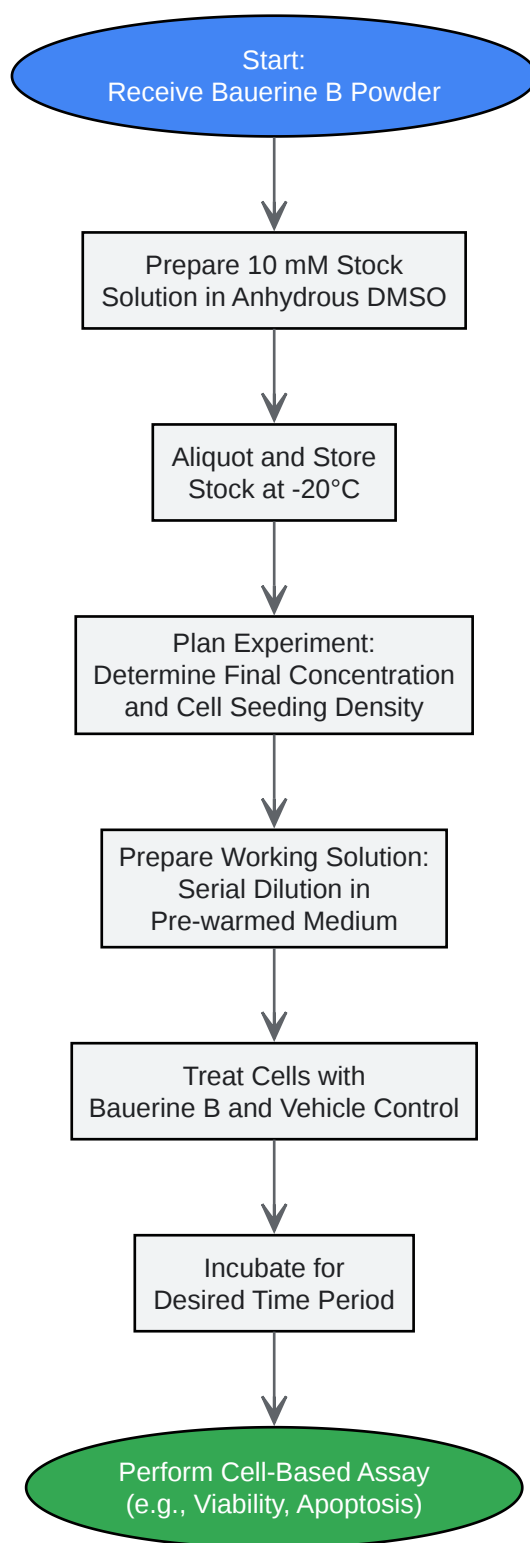 Start:
Receive Bauerine B Powder
Prepare 10 mM Stock
Solution in Anhydrous DMSO
Aliquot and Store
Stock at -20°C
Plan Experiment:
Determine Final Concentration
and Cell Seeding Density
Prepare Working Solution:
Serial Dilution in
Pre-warmed Medium
Treat Cells with
Bauerine B and Vehicle Control
Incubate for
Desired Time Period
Perform Cell-Based Assay
(e.g., Viability, Apoptosis)